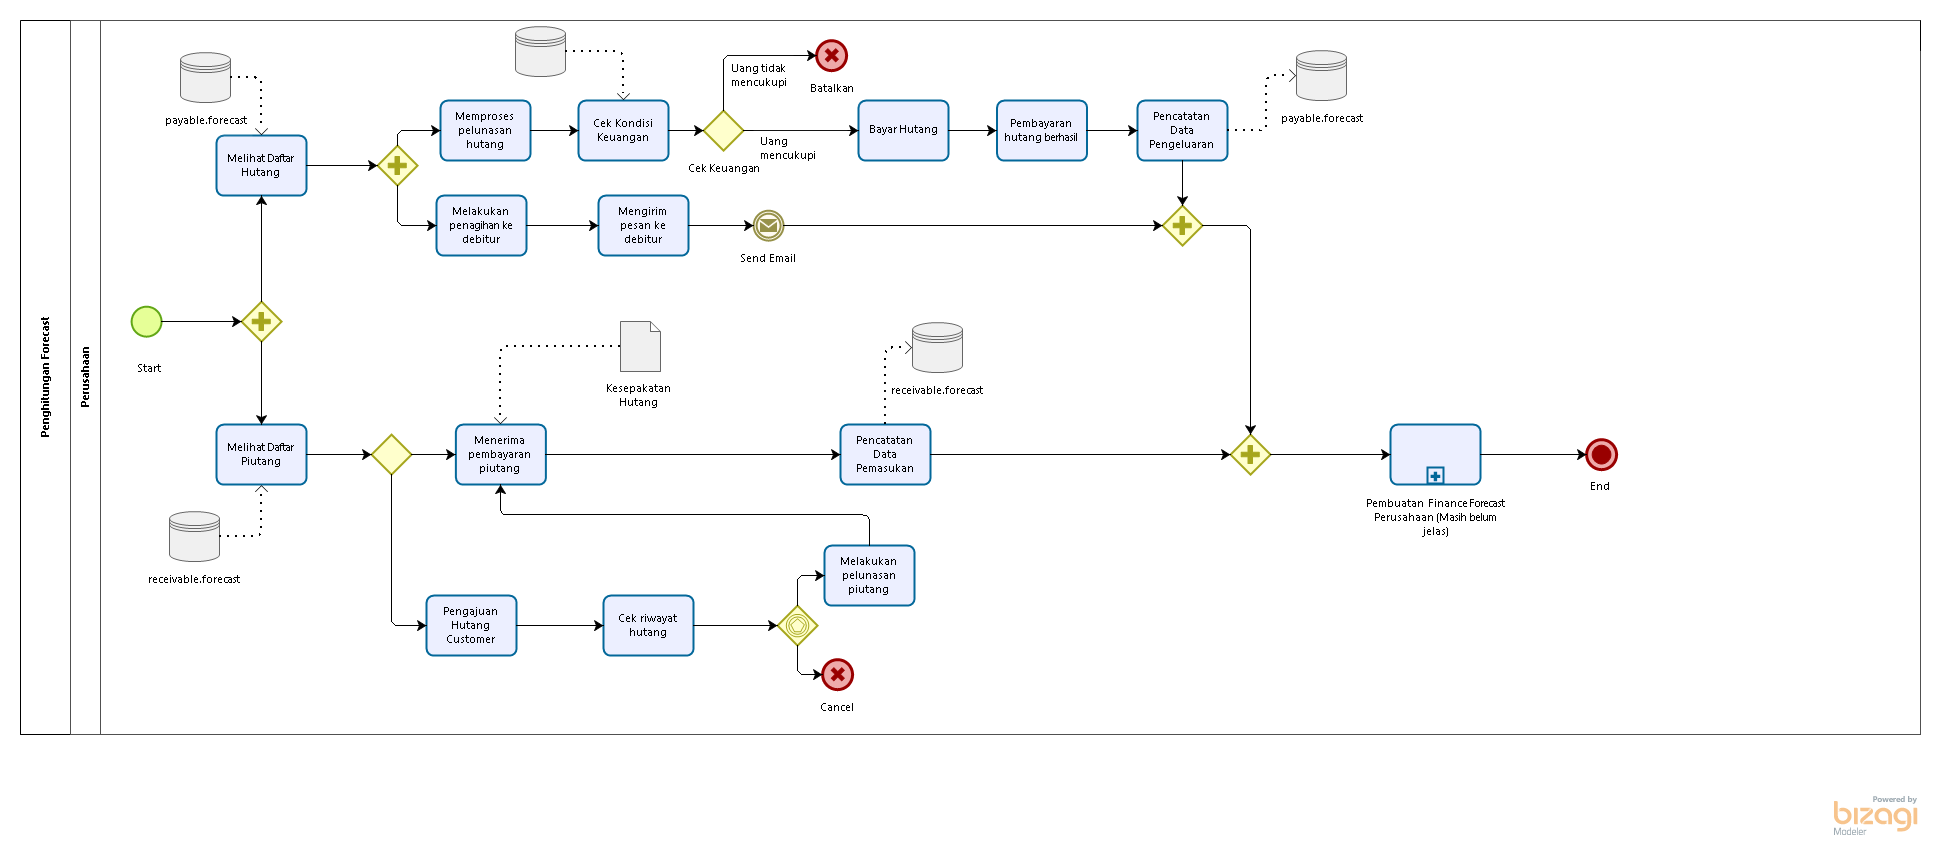 Penghitungan Forecast
Perusahaan
Start
payable.forecast
Melihat Daftar
Hutang
Memproses
pelunasan
hutang
Cek Kondisi
Keuangan
Cek Keuangan
Uang tidak
mencukupi
Batalkan
Uang
mencukupi
Bayar Hutang
Pembayaran
hutang berhasil
Pencatatan
Data
Pengeluaran
payable.forecast
Melakukan
penagihan ke
debitur
Mengirim
pesan ke
debitur
Send Email
Kesepakatan
Hutang
receivable.forecast
Melihat Daftar
Piutang
receivable.forecast
Menerima
pembayaran
piutang
Pencatatan
Data
Pemasukan
Pembuatan Finance Forecast
Perusahaan (Masih belum
jelas)
End
Pengajuan
Hutang
Customer
Cek riwayat
hutang
Melakukan
pelunasan
piutang
Cancel
Powered by
bizagi
Modeler